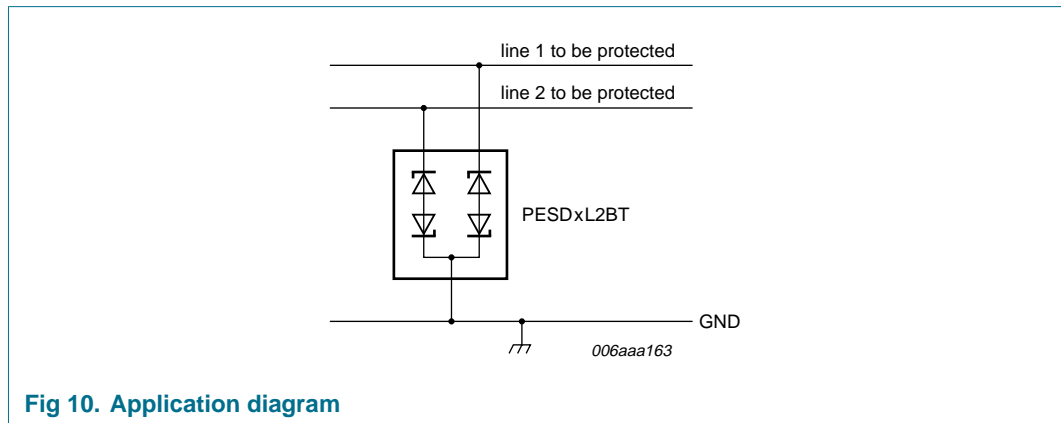 line 1 to be protected
line 2 to be protected
PESDxL2BT
GND
006aaa163
Fig 10. Application diagram